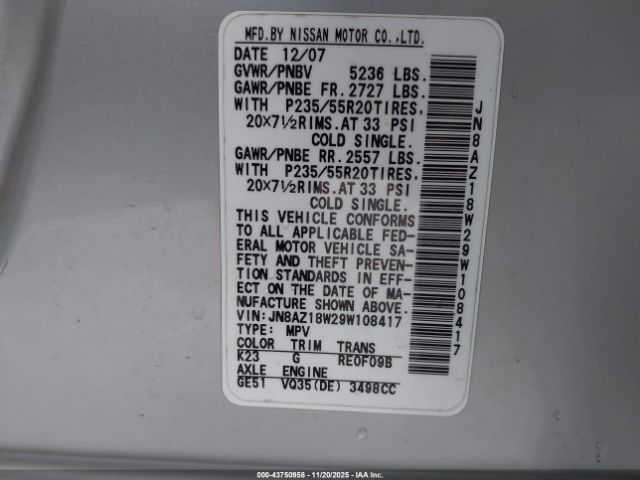 MFD.BY NISSAN MOTOR CO.,LTD.
DATE 12/07
GVWR/PNBV 5236 LBS.
GAWR/PNBE FR. 2727 LBS.
WITH P235/55R20TIRES.
20X7½RIMS.AT 33 PSI
COLD SINGLE.
GAWR/PNBE RR. 2557 LBS.
WITH P235/55R20TIRES.
20X7½RIMS.AT 33 PSI
COLD SINGLE.
THIS VEHICLE CONFORMS
TO ALL APPLICABLE FED-
ERAL MOTOR VEHICLE SA-
FETY AND THEFT PREVEN-
TION STANDARDS IN EFF-
ECT ON THE DATE OF MA-
NUFACTURE SHOWN ABOVE.
VIN: JN8AZ18W29W108417
TYPE: MPV
COLOR TRIM TRANS
K23 G RE0F09B
AXLE ENGINE
GE51 VQ35(DE) 3498CC
JN8AZ18W29W108417
000-43750958 - 11/20/2025 - IAAI.COM